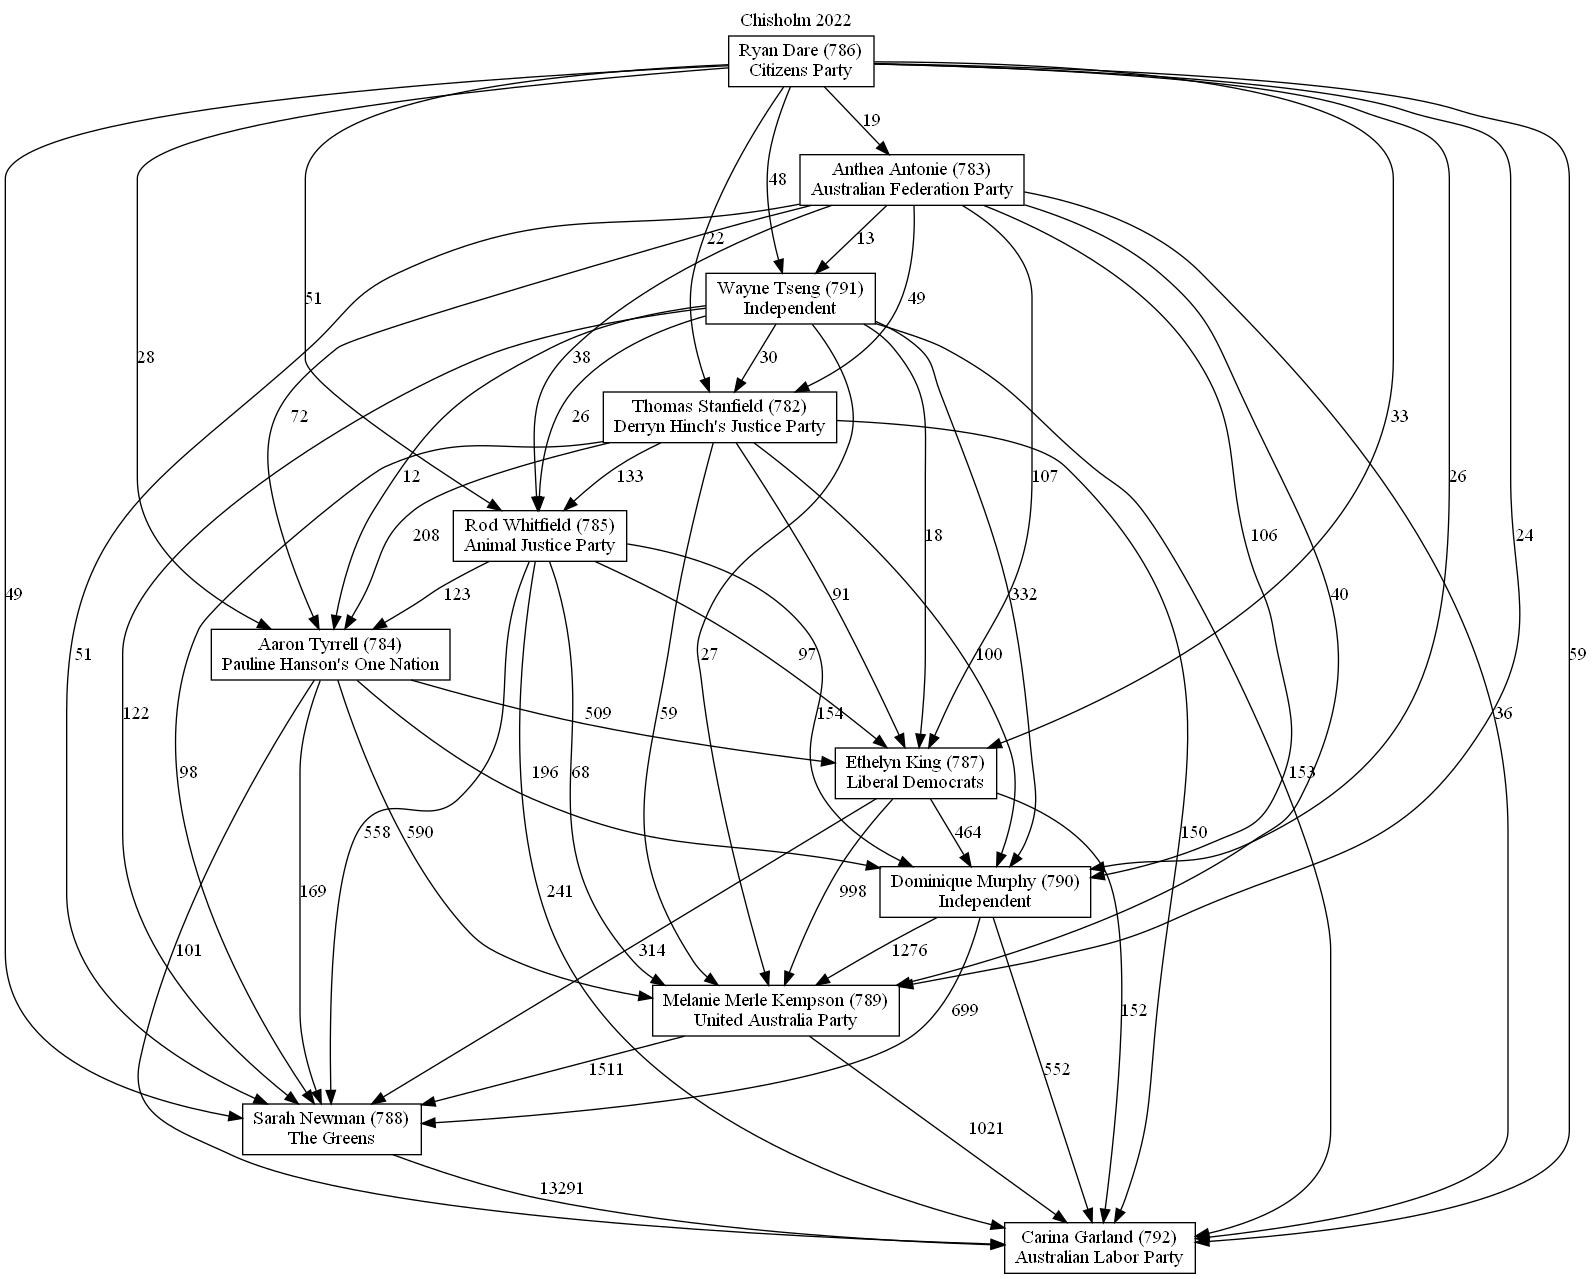 Chisholm 2022
Ryan Dare (786)
Citizens Party
19
Anthea Antonie (783)
Australian Federation Party
48
22
13
Wayne Tseng (791)
Independent
51
49
28
38
30
72
26
Thomas Stanfield (782)
Derryn Hinch's Justice Party
33
12
133
107
26
Rod Whitfield (785)
Animal Justice Party
208
18
106
24
49
123
91
332
40
Aaron Tyrrell (784)
Pauline Hanson's One Nation
51
97
27
100
59
122
509
59
154
36
Ethelyn King (787)
Liberal Democrats
98
196
68
153
558
590
464
150
Dominique Murphy (790)
Independent
169
241
998
101
314
1276
Melanie Merle Kempson (789)
United Australia Party
699
152
1511
552
Sarah Newman (788)
The Greens
1021
13291
Carina Garland (792)
Australian Labor Party